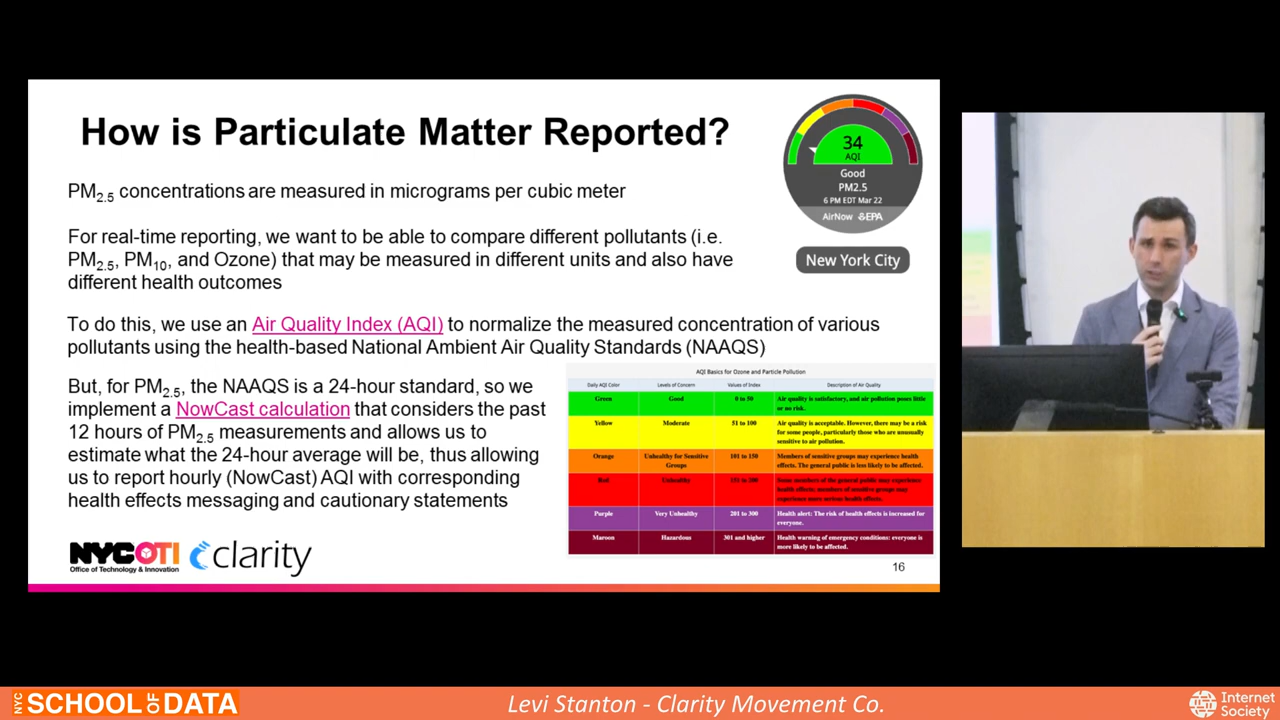 How is Particulate Matter Reported?
34
AQI
Good
PM2.5
6 PM EDT Mar 22
AirNow EPA
New York City
PM2.5 concentrations are measured in micrograms per cubic meter
For real-time reporting, we want to be able to compare different pollutants (i.e.
PM2.5, PM10, and Ozone) that may be measured in different units and also have
different health outcomes
To do this, we use an Air Quality Index (AQI) to normalize the measured concentration of various
pollutants using the health-based National Ambient Air Quality Standards (NAAQS)
But, for PM2.5, the NAAQS is a 24-hour standard, so we
implement a NowCast calculation that considers the past
12 hours of PM2.5 measurements and allows us to
estimate what the 24-hour average will be, thus allowing
us to report hourly (NowCast) AQI with corresponding
health effects messaging and cautionary statements
AQI Basics for Ozone and Particle Pollution
Daily AQI Color Levels of Concern Values of Index Description of Air Quality
Green Good 0 to 50 Air quality is satisfactory, and air pollution poses little
or no risk.
Yellow Moderate 51 to 100 Air quality is acceptable. However, there may be a risk
for some people, particularly those who are unusually
sensitive to air pollution.
Orange Unhealthy for Sensitive Groups 101 to 150 Members of sensitive groups may experience health
effects. The general public is less likely to be affected.
Red Unhealthy 151 to 200 Some members of the general public may experience
health effects; members of sensitive groups may
experience more serious health effects.
Purple Very Unhealthy 201 to 300 Health alert: The risk of health effects is increased for
everyone.
Maroon Hazardous 301 and higher Health warning of emergency conditions: everyone is
more likely to be affected.
NYC OTI
Office of Technology & Innovation
clarity
16
NYC SCHOOL OF DATA
Levi Stanton - Clarity Movement Co.
Internet
Society